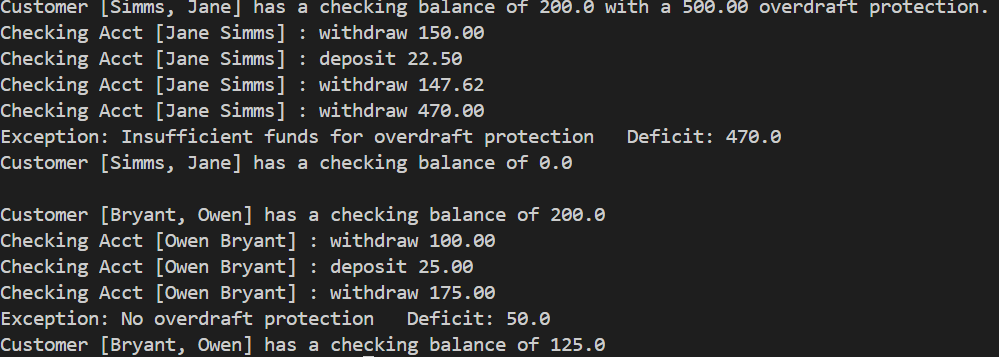 Customer [Simms, Jane] has a checking balance of 200.0 with a 500.00 overdraft protection.
Checking Acct [Jane Simms] : withdraw 150.00
Checking Acct [Jane Simms] : deposit 22.50
Checking Acct [Jane Simms] : withdraw 147.62
Checking Acct [Jane Simms] : withdraw 470.00
Exception: Insufficient funds for overdraft protection   Deficit: 470.0
Customer [Simms, Jane] has a checking balance of 0.0

Customer [Bryant, Owen] has a checking balance of 200.0
Checking Acct [Owen Bryant] : withdraw 100.00
Checking Acct [Owen Bryant] : deposit 25.00
Checking Acct [Owen Bryant] : withdraw 175.00
Exception: No overdraft protection   Deficit: 50.0
Customer [Bryant, Owen] has a checking balance of 125.0